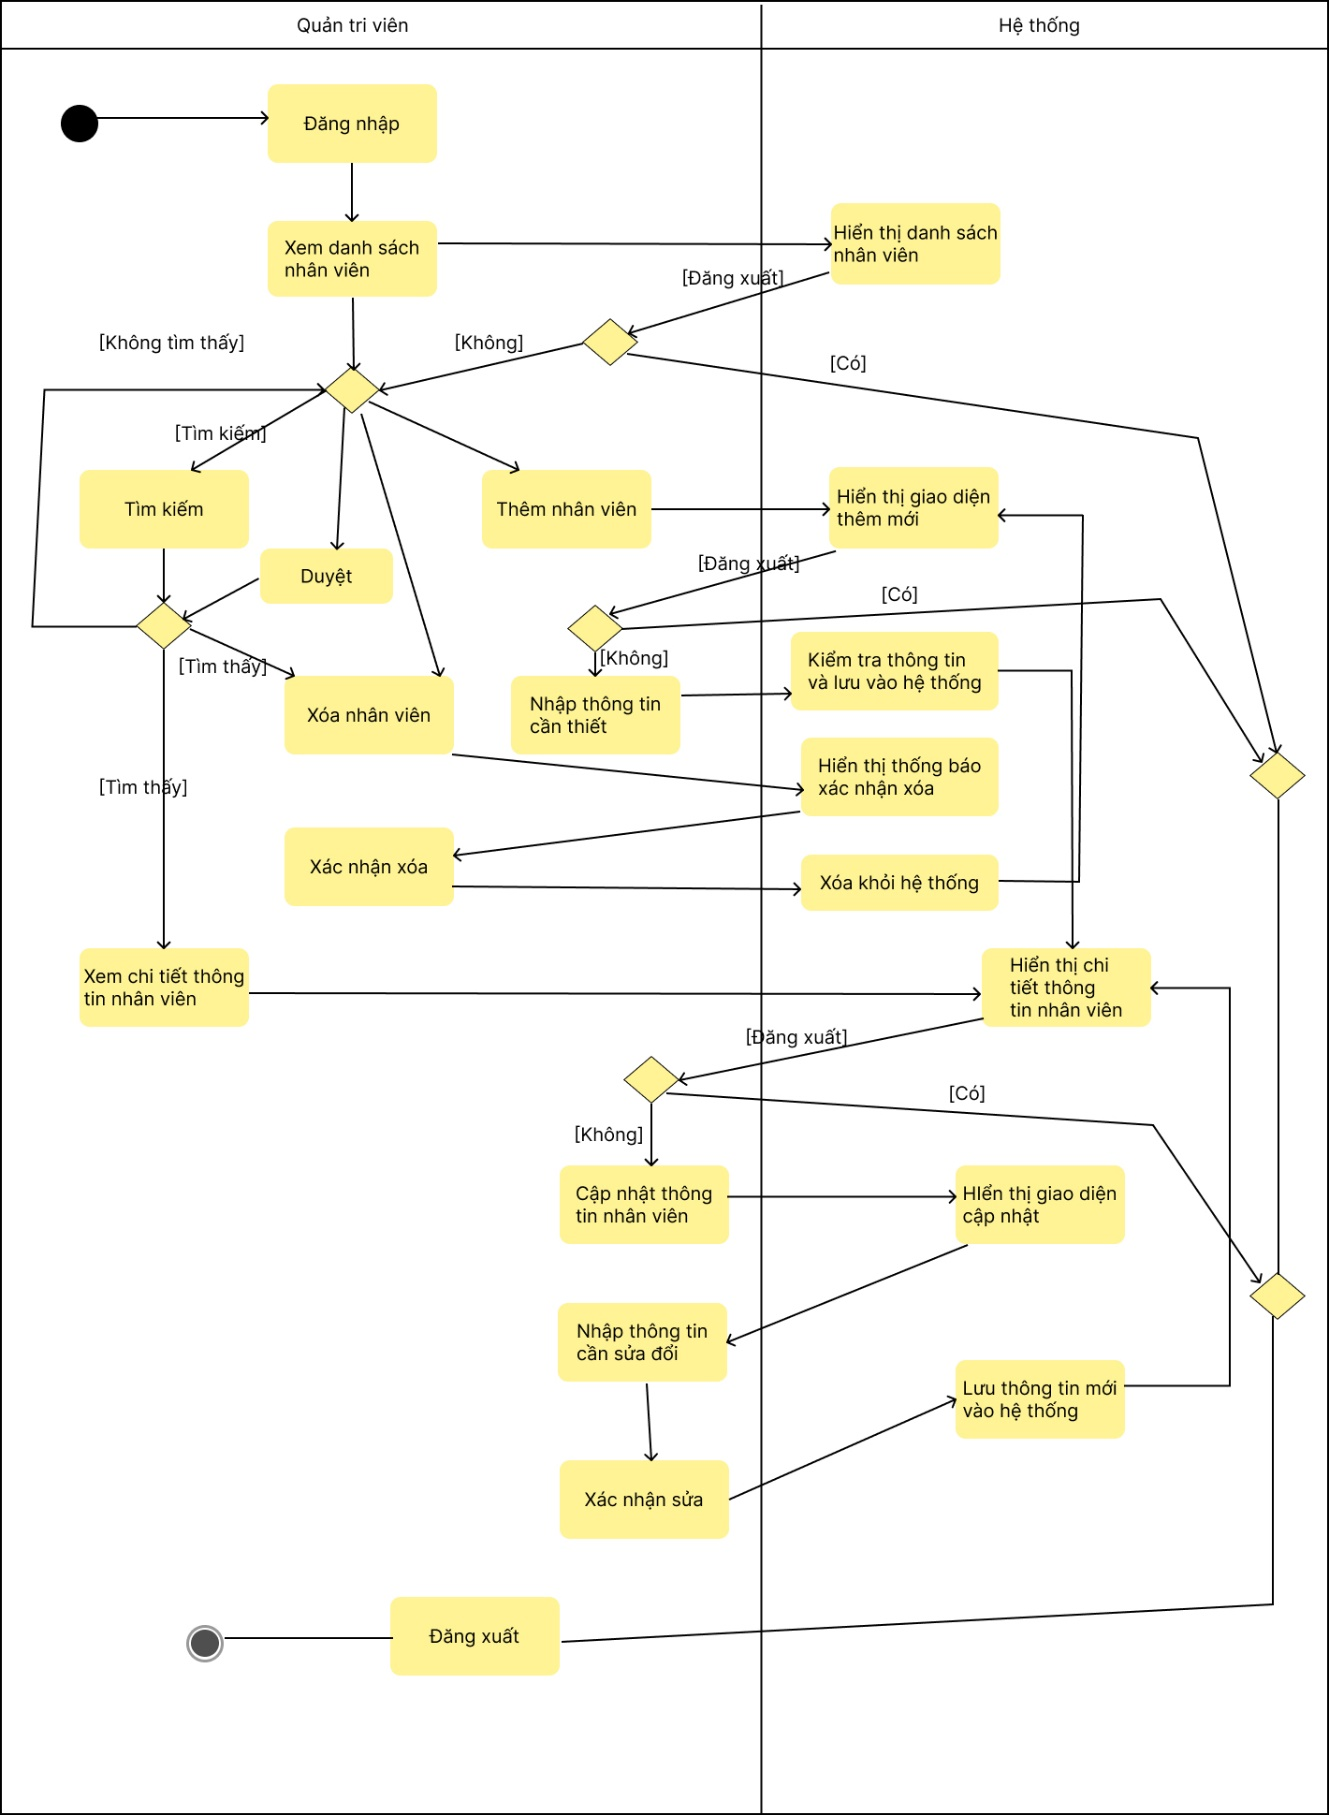 Quản tri viên
Hệ thống
Đăng nhập
Xem danh sách
nhân viên
Hiển thị danh sách
nhân viên
[Đăng xuất]
[Không tìm thấy]
[Không]
[Có]
[Tìm kiếm]
Tìm kiếm
Thêm nhân viên
Hiển thị giao diện
thêm mới
Duyệt
[Đăng xuất]
[Có]
[Tìm thấy]
[Không]
Kiểm tra thông tin
và lưu vào hệ thống
Xóa nhân viên
Nhập thông tin
cần thiết
[Tìm thấy]
Hiển thị thống báo
xác nhận xóa
Xác nhận xóa
Xóa khỏi hệ thống
Xem chi tiết thông
tin nhân viên
Hiển thị chi
tiết thông
tin nhân viên
[Đăng xuất]
[Có]
[Không]
Cập nhật thông
tin nhân viên
HIển thị giao diện
cập nhật
Nhập thông tin
cần sửa đổi
Lưu thông tin mới
vào hệ thống
Xác nhận sửa
Đăng xuất